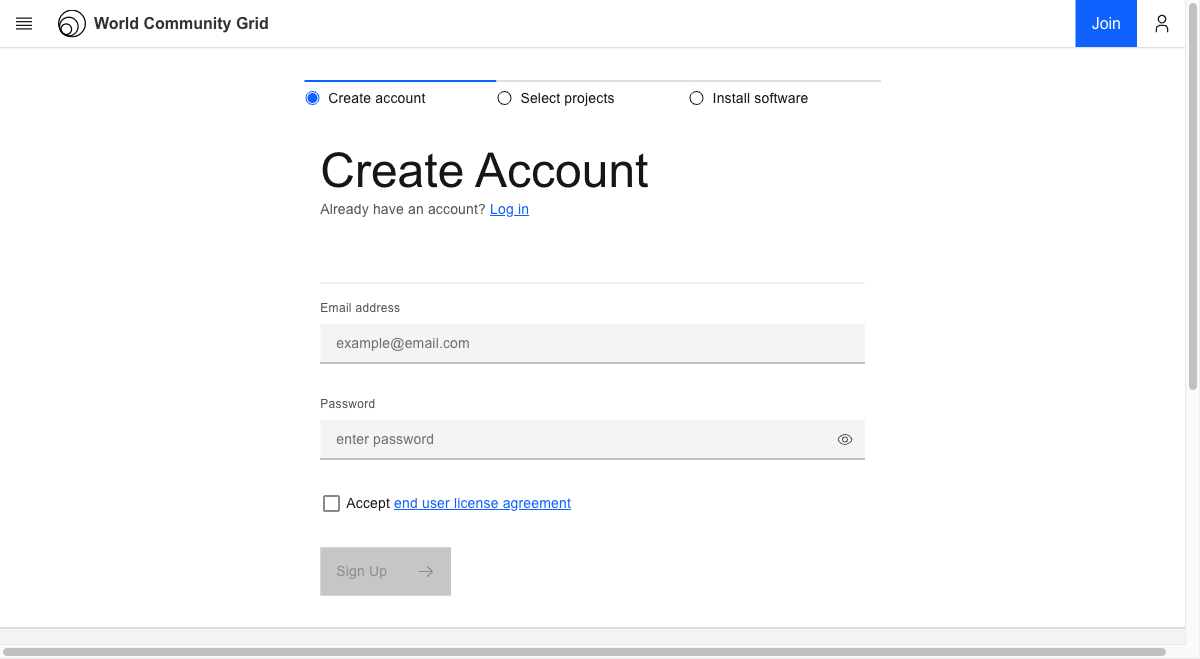 World Community Grid
Join
Create account
Select projects
Install software
Create Account
Already have an account? Log in
Email address
example@email.com
Password
enter password
Accept end user license agreement
Sign Up